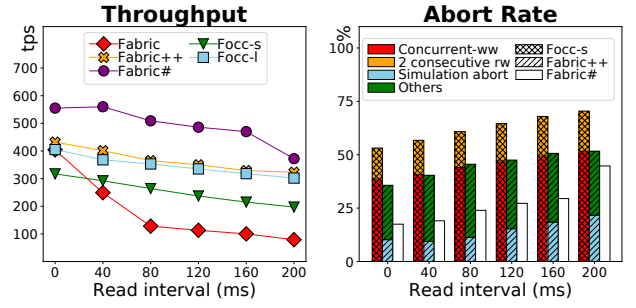 Throughput
tps
Fabric
Fabric++
Fabric#
Focc-s
Focc-l
700
600
500
400
300
200
100
0 40 80 120 160 200
Read interval (ms)
Abort Rate
%
Concurrent-ww
2 consecutive rw
Simulation abort
Others
Focc-s
Fabric++
Fabric#
100
75
50
25
0
0 40 80 120 160 200
Read interval (ms)